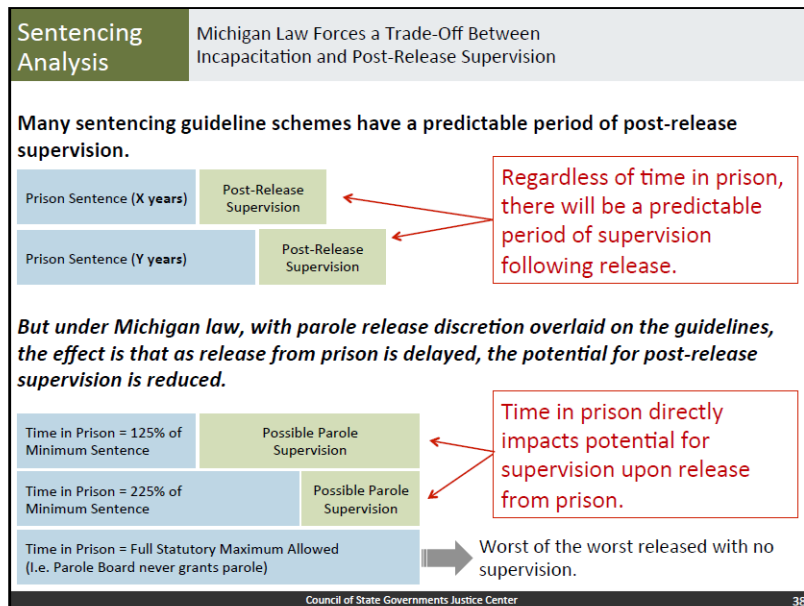 Sentencing
Analysis
Michigan Law Forces a Trade-Off Between
Incapacitation and Post-Release Supervision
Many sentencing guideline schemes have a predictable period of post-release
supervision.
Prison Sentence (X years)
Post-Release
Supervision
Prison Sentence (Y years)
Post-Release
Supervision
Regardless of time in prison,
there will be a predictable
period of supervision
following release.
But under Michigan law, with parole release discretion overlaid on the guidelines,
the effect is that as release from prison is delayed, the potential for post-release
supervision is reduced.
Time in Prison = 125% of
Minimum Sentence
Possible Parole
Supervision
Time in Prison = 225% of
Minimum Sentence
Possible Parole
Supervision
Time in prison directly
impacts potential for
supervision upon release
from prison.
Time in Prison = Full Statutory Maximum Allowed
(I.e. Parole Board never grants parole)
Worst of the worst released with no
supervision.
Council of State Governments Justice Center
38